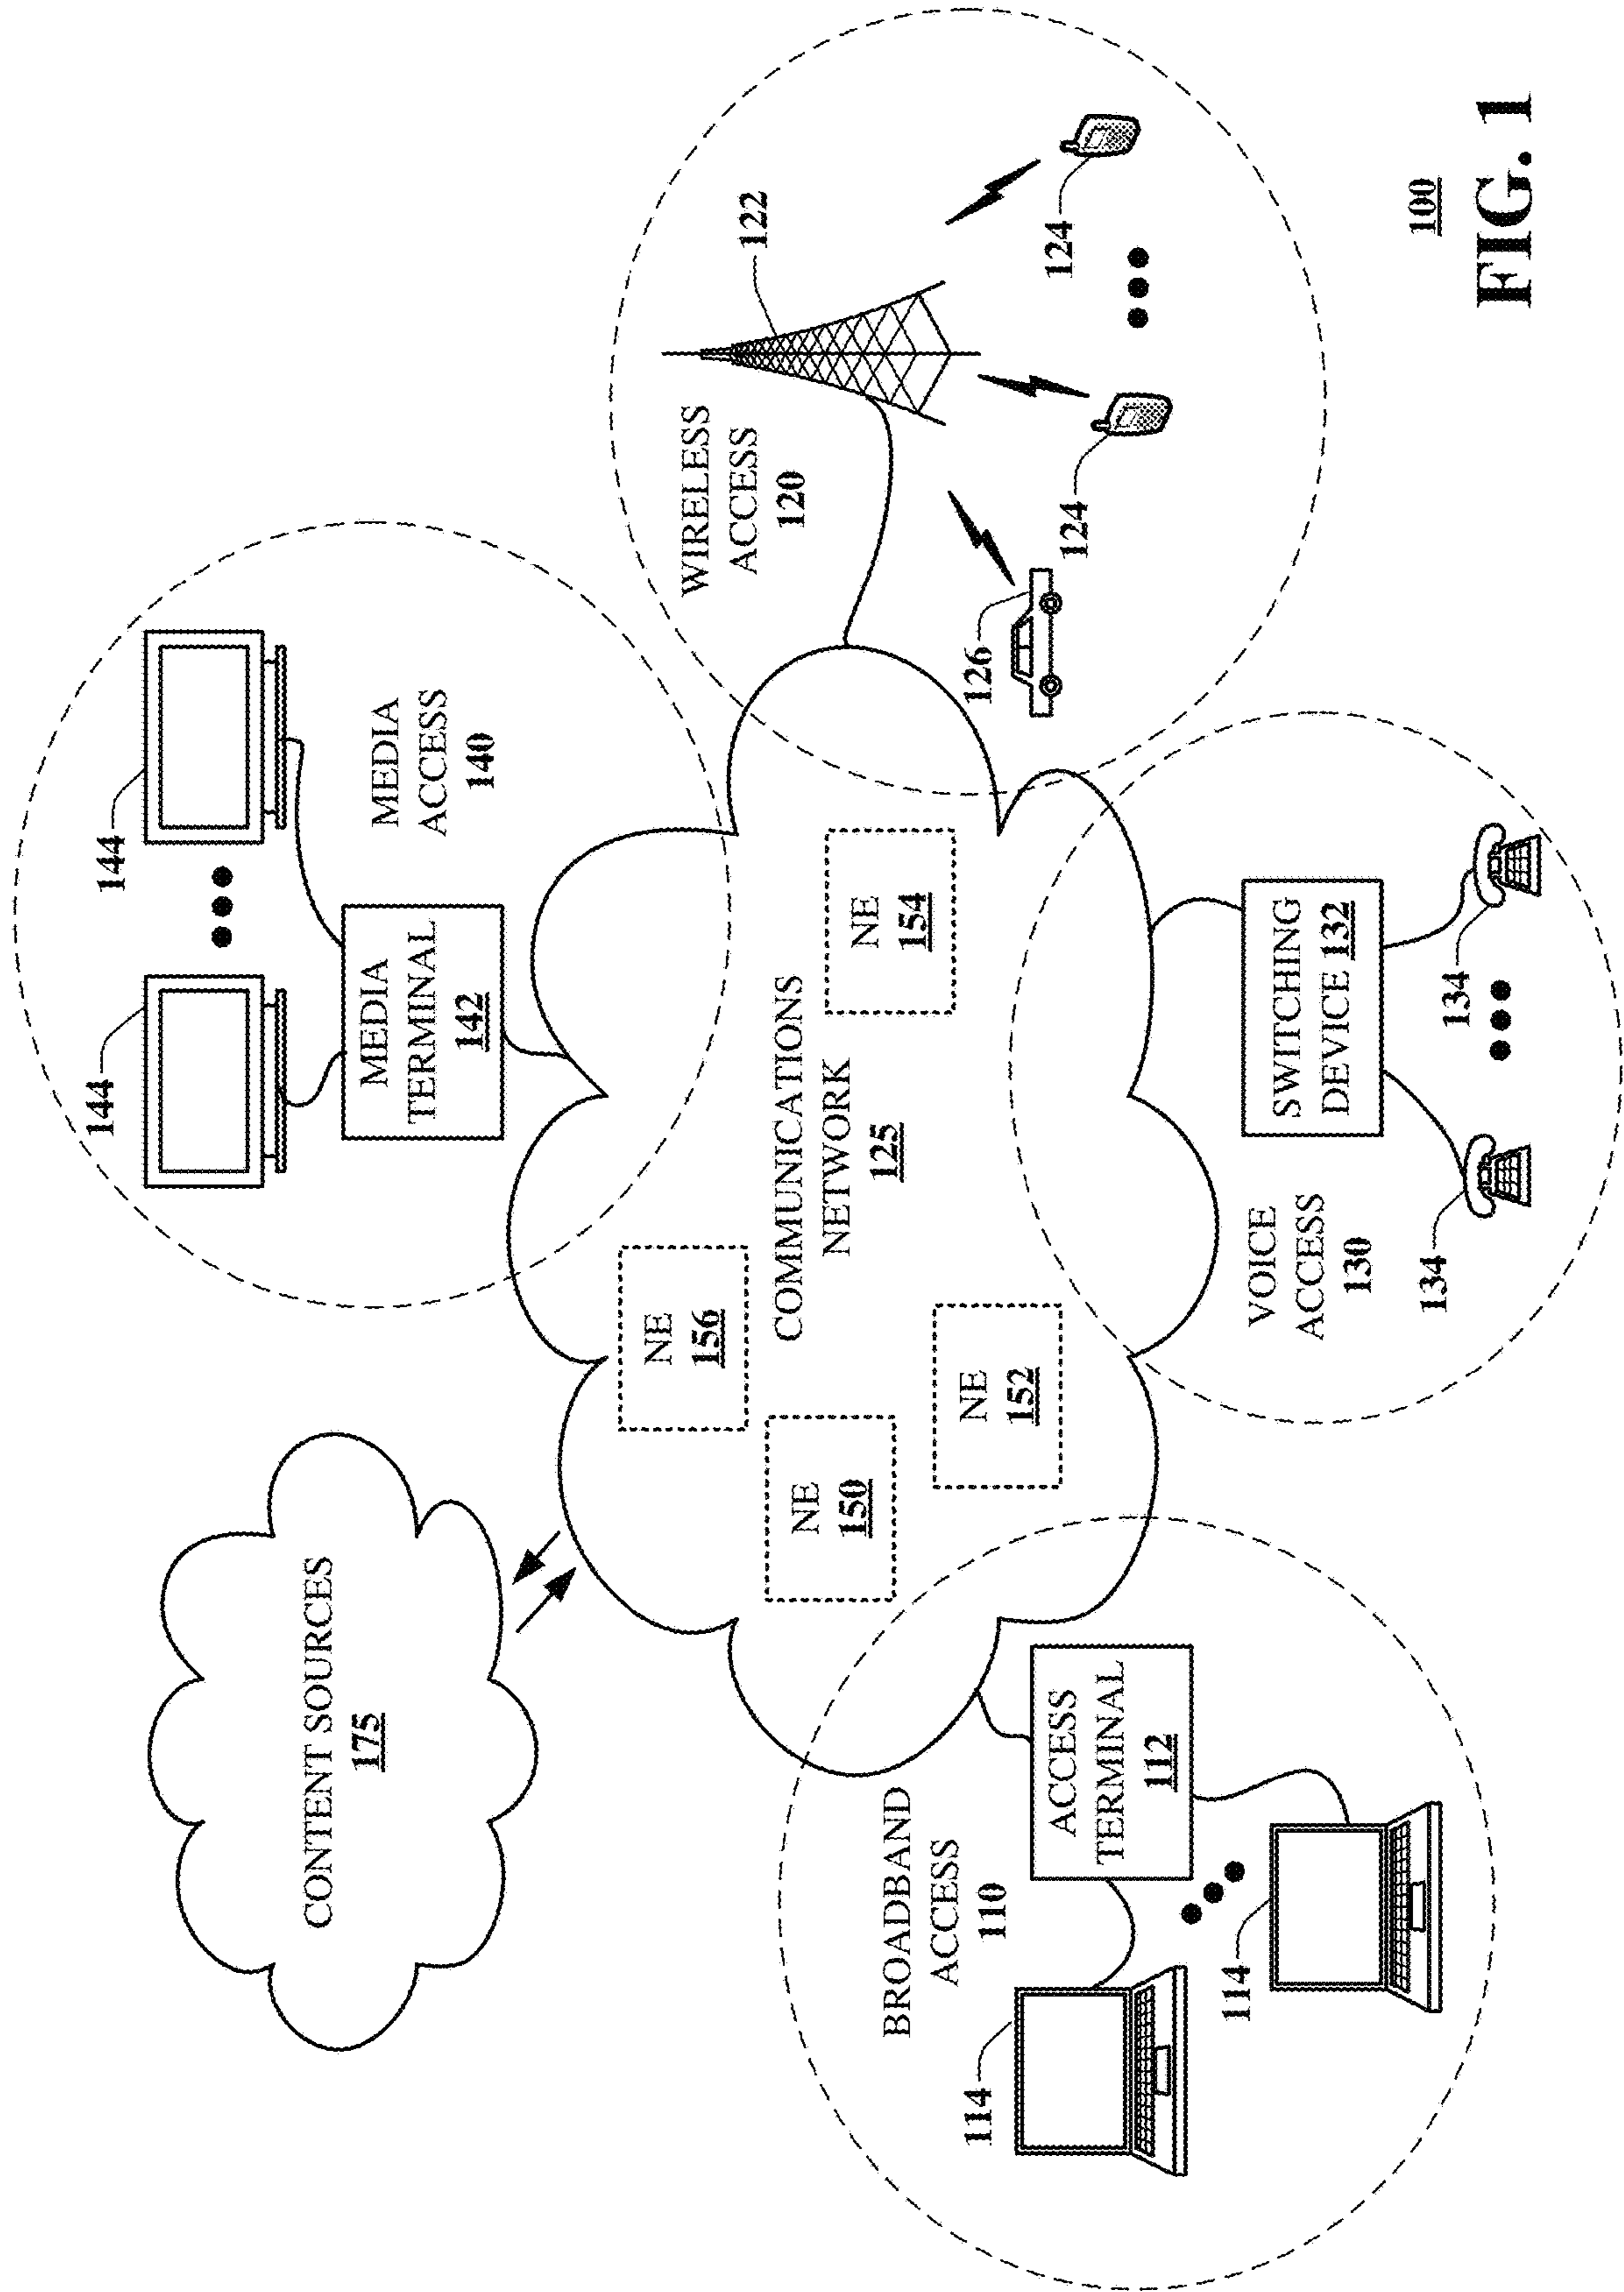 CONTENT SOURCES
175
144
144
MEDIA
TERMINAL
142
MEDIA
ACCESS
140
NE
156
NE
150
NE
152
COMMUNICATIONS
NETWORK
125
NE
154
WIRELESS
ACCESS
120
122
126
124
124
BROADBAND
ACCESS
110
ACCESS
TERMINAL
112
114
114
VOICE
ACCESS
130
SWITCHING
DEVICE 132
134
134
100
FIG. 1